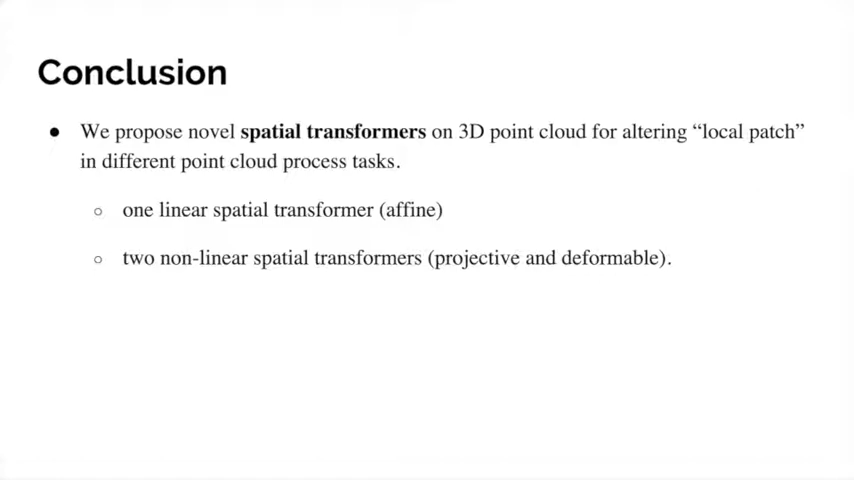 Conclusion
● We propose novel spatial transformers on 3D point cloud for altering “local patch”
in different point cloud process tasks.
○ one linear spatial transformer (affine)
○ two non-linear spatial transformers (projective and deformable).